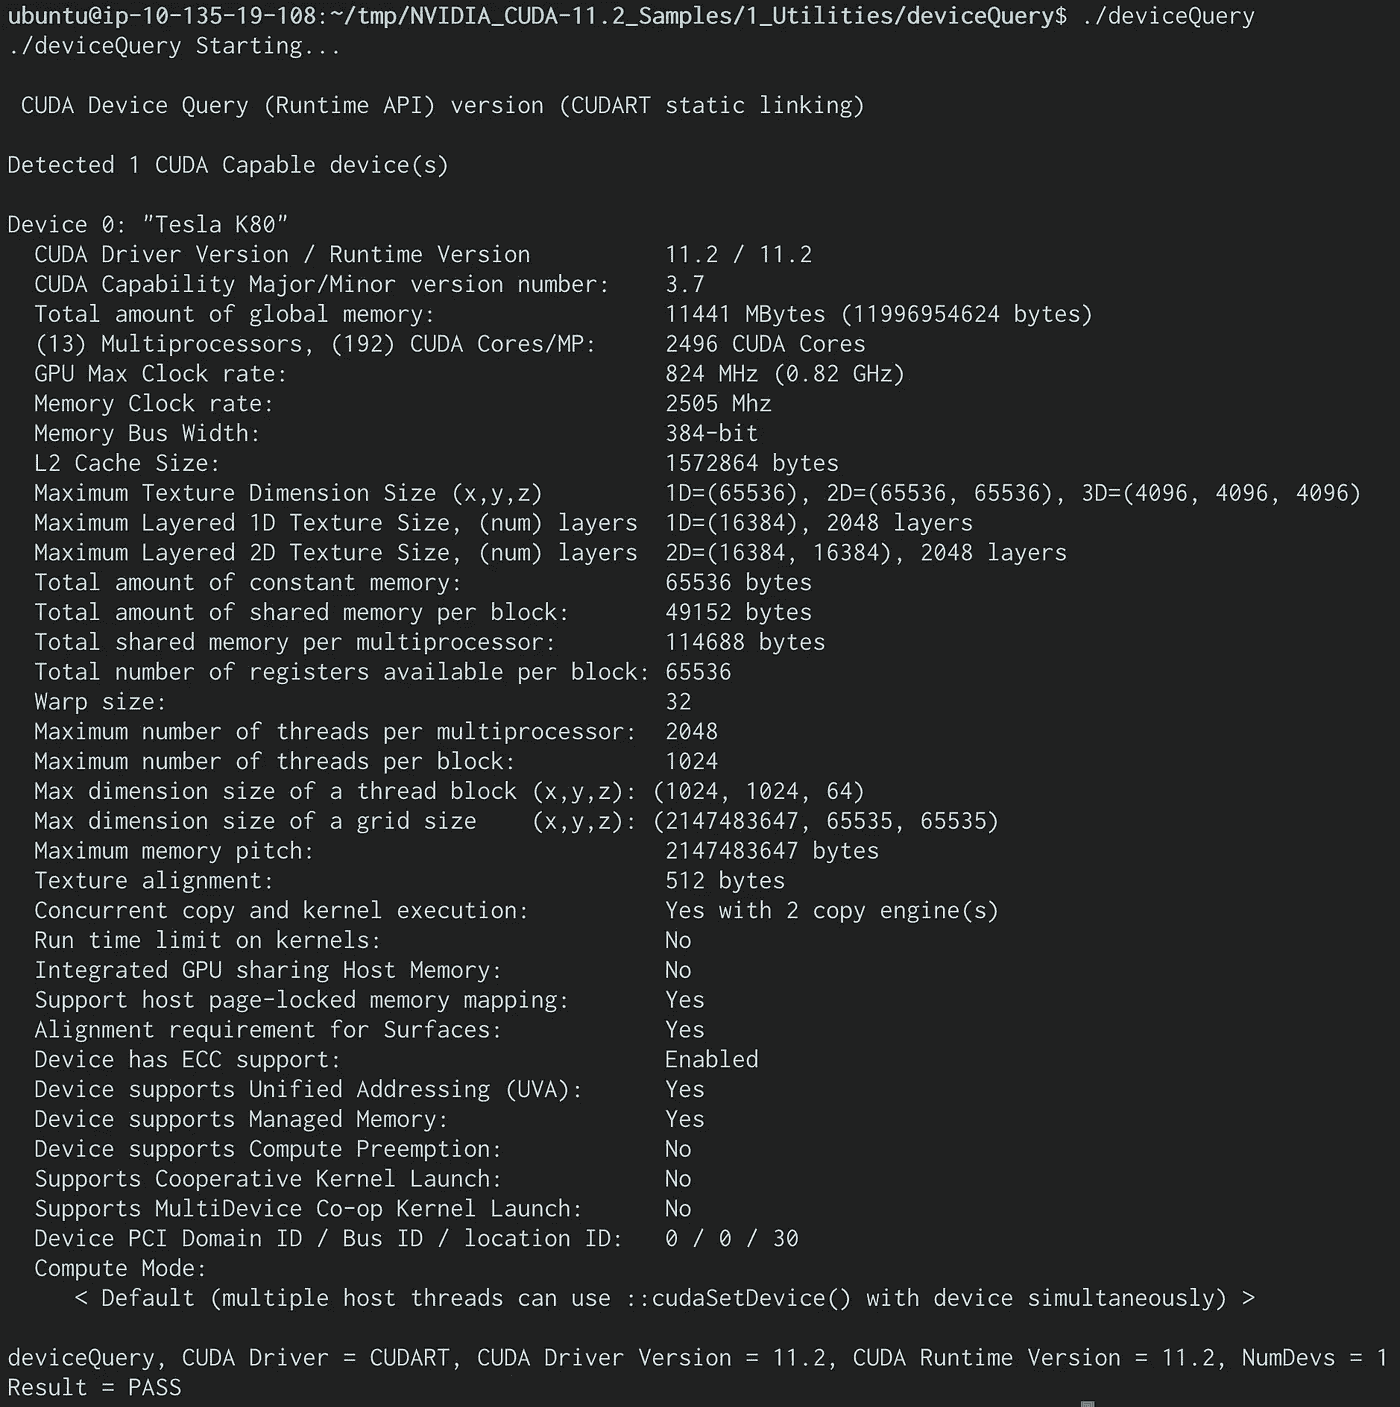 ubuntu@ip-10-135-19-108:~/tmp/NVIDIA_CUDA-11.2_Samples/1_Utilities/deviceQuery$ ./deviceQuery
./deviceQuery Starting...

 CUDA Device Query (Runtime API) version (CUDART static linking)

Detected 1 CUDA Capable device(s)

Device 0: "Tesla K80"
  CUDA Driver Version / Runtime Version          11.2 / 11.2
  CUDA Capability Major/Minor version number:    3.7
  Total amount of global memory:                 11441 MBytes (11996954624 bytes)
  (13) Multiprocessors, (192) CUDA Cores/MP:     2496 CUDA Cores
  GPU Max Clock rate:                            824 MHz (0.82 GHz)
  Memory Clock rate:                             2505 Mhz
  Memory Bus Width:                              384-bit
  L2 Cache Size:                                 1572864 bytes
  Maximum Texture Dimension Size (x,y,z)         1D=(65536), 2D=(65536, 65536), 3D=(4096, 4096, 4096)
  Maximum Layered 1D Texture Size, (num) layers  1D=(16384), 2048 layers
  Maximum Layered 2D Texture Size, (num) layers  2D=(16384, 16384), 2048 layers
  Total amount of constant memory:               65536 bytes
  Total amount of shared memory per block:       49152 bytes
  Total shared memory per multiprocessor:        114688 bytes
  Total number of registers available per block: 65536
  Warp size:                                     32
  Maximum number of threads per multiprocessor:  2048
  Maximum number of threads per block:           1024
  Max dimension size of a thread block (x,y,z): (1024, 1024, 64)
  Max dimension size of a grid size    (x,y,z): (2147483647, 65535, 65535)
  Maximum memory pitch:                          2147483647 bytes
  Texture alignment:                             512 bytes
  Concurrent copy and kernel execution:          Yes with 2 copy engine(s)
  Run time limit on kernels:                     No
  Integrated GPU sharing Host Memory:            No
  Support host page-locked memory mapping:       Yes
  Alignment requirement for Surfaces:            Yes
  Device has ECC support:                        Enabled
  Device supports Unified Addressing (UVA):      Yes
  Device supports Managed Memory:                Yes
  Device supports Compute Preemption:            No
  Supports Cooperative Kernel Launch:            No
  Supports MultiDevice Co-op Kernel Launch:      No
  Device PCI Domain ID / Bus ID / location ID:   0 / 0 / 30
  Compute Mode:
     < Default (multiple host threads can use ::cudaSetDevice() with device simultaneously) >

deviceQuery, CUDA Driver = CUDART, CUDA Driver Version = 11.2, CUDA Runtime Version = 11.2, NumDevs = 1
Result = PASS